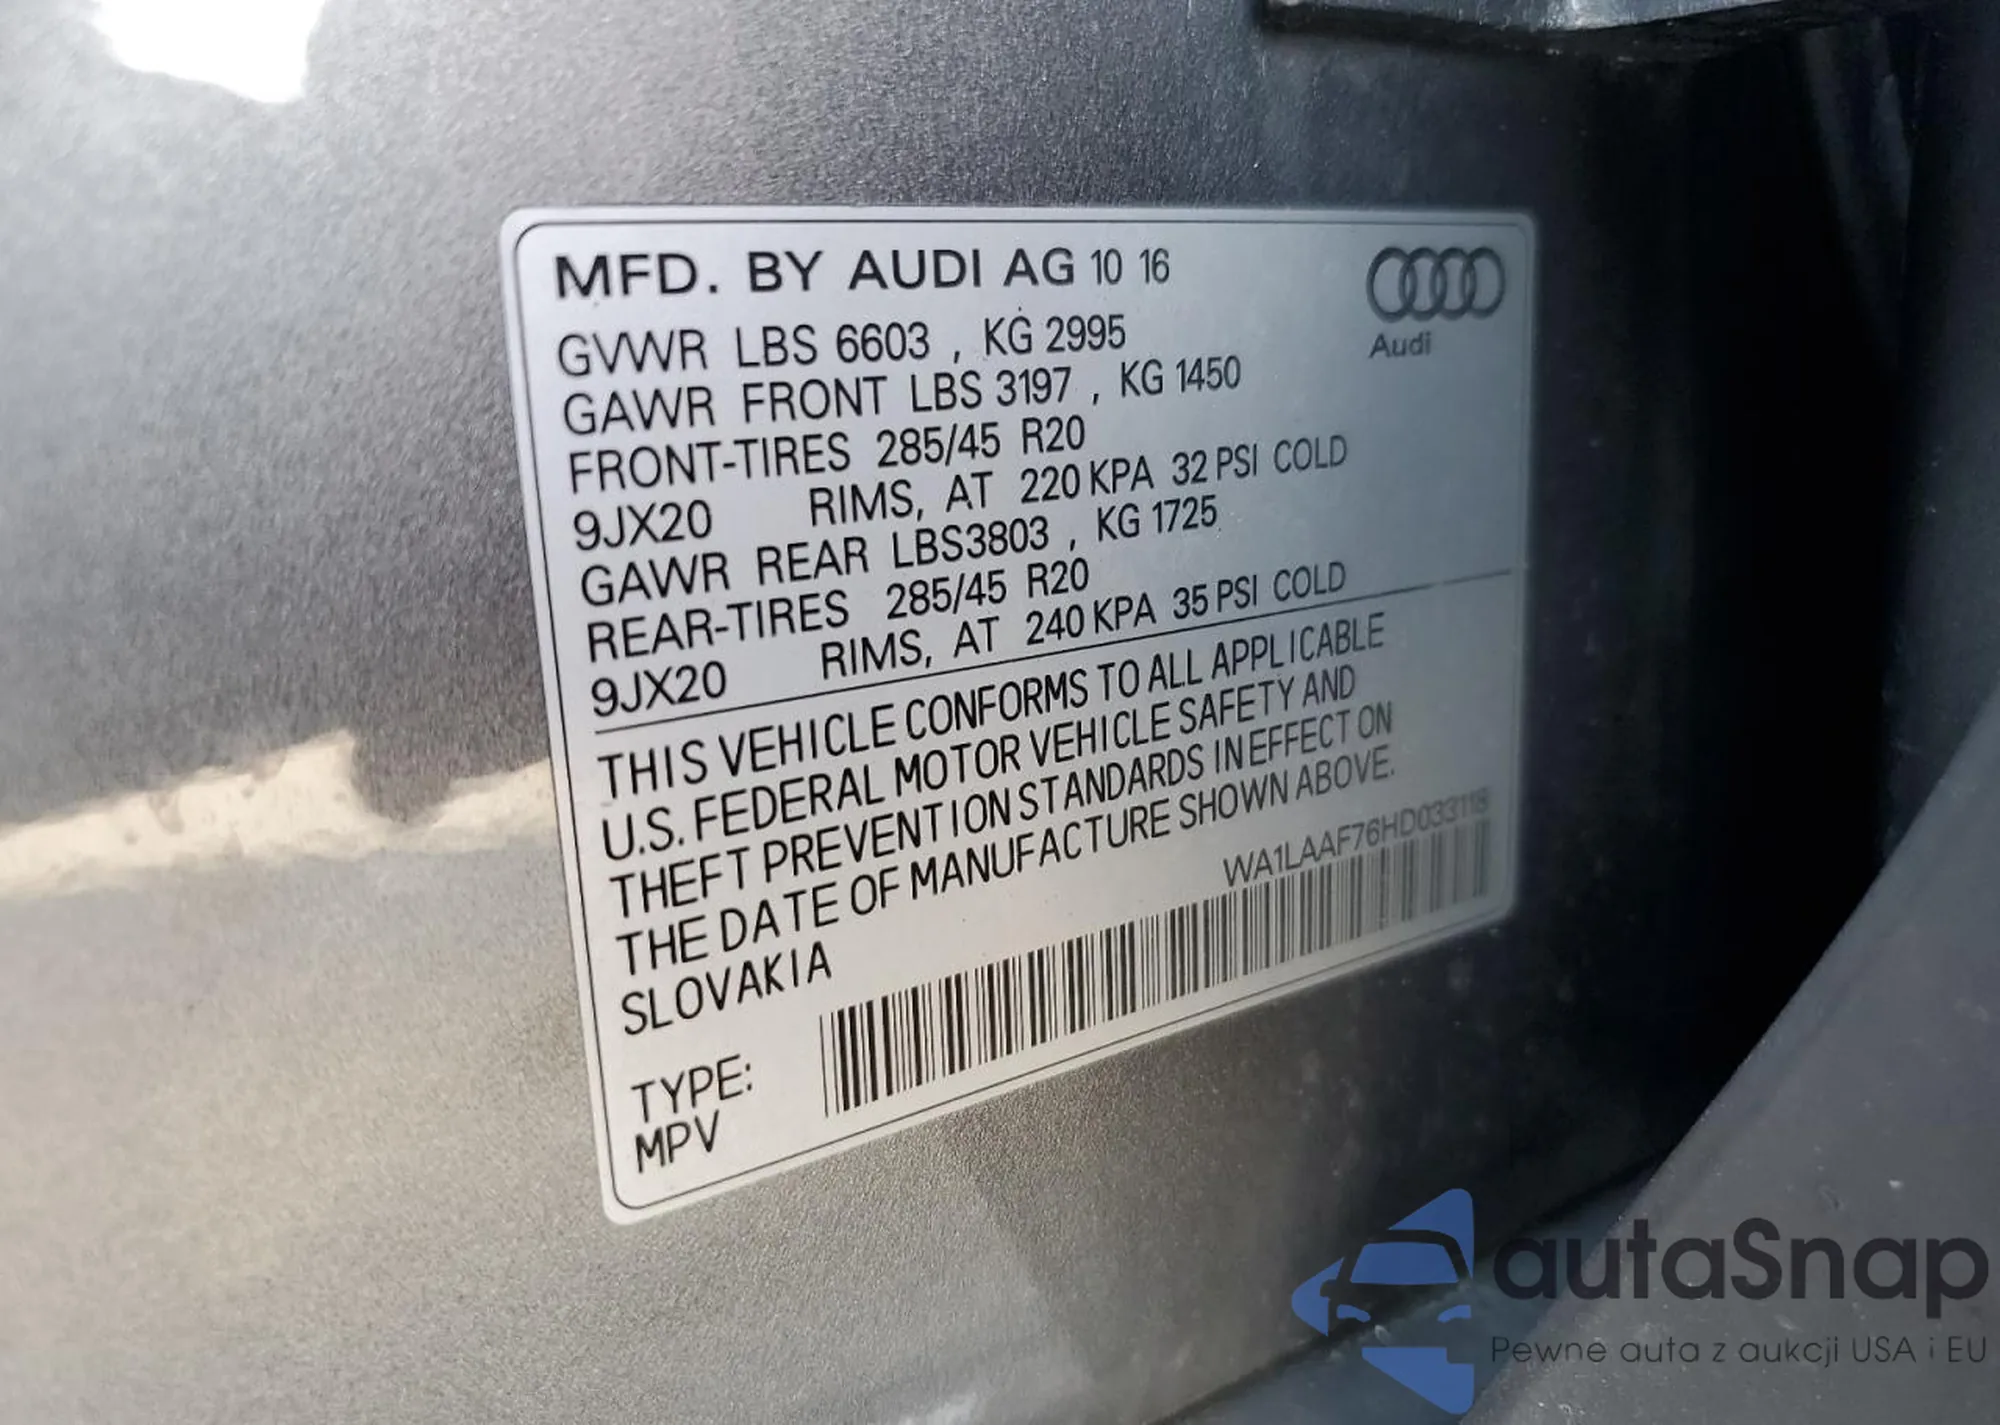 MFD. BY AUDI AG 10 16
Audi
GVWR LBS 6603 , KG 2995
GAWR FRONT LBS 3197 , KG 1450
FRONT-TIRES 285/45 R20
9JX20 RIMS, AT 220 KPA 32 PSI COLD
GAWR REAR LBS3803 , KG 1725
REAR-TIRES 285/45 R20
9JX20 RIMS, AT 240 KPA 35 PSI COLD
THIS VEHICLE CONFORMS TO ALL APPLICABLE
U.S. FEDERAL MOTOR VEHICLE SAFETY AND
THEFT PREVENTION STANDARDS IN EFFECT ON
THE DATE OF MANUFACTURE SHOWN ABOVE.
SLOVAKIA
WA1LAAF76HD033118
TYPE:
MPV
autaSnap
Pewne auta z aukcji USA i EU